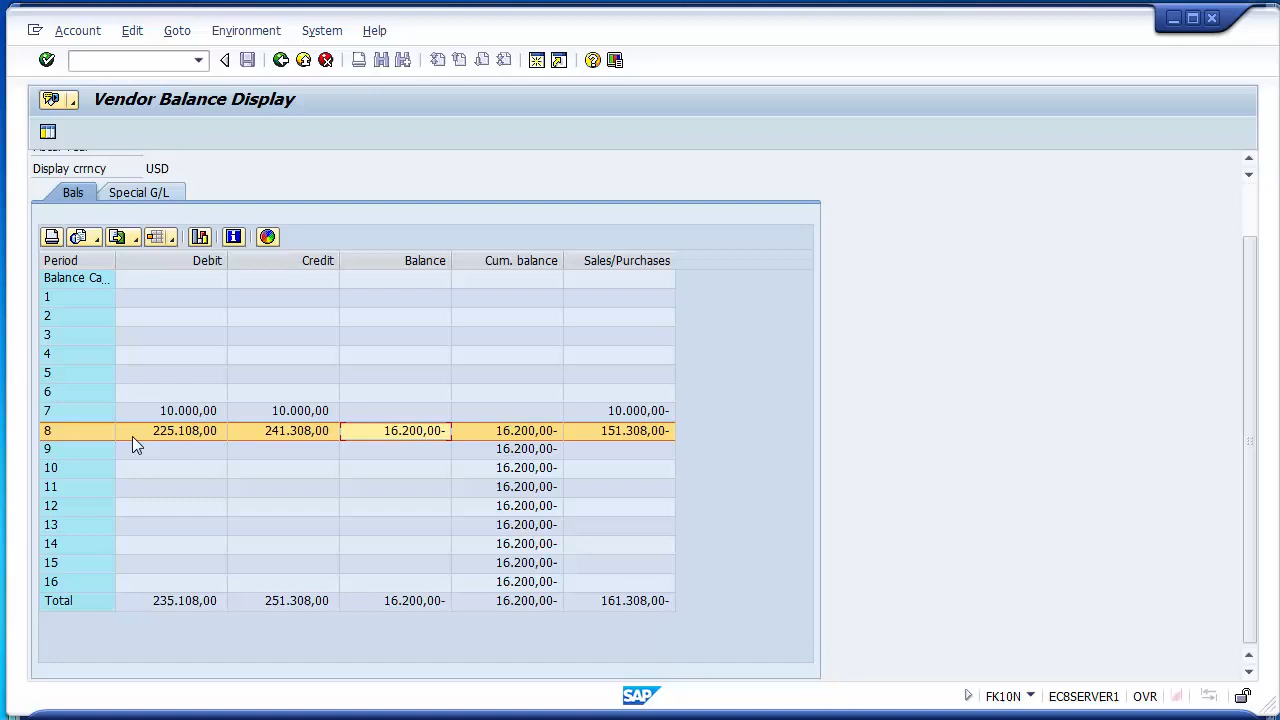 Account Edit Goto Environment System Help
Vendor Balance Display
Display crrncy USD
Bals Special G/L
Period Debit Credit Balance Cum. balance Sales/Purchases
Balance Ca...
1
2
3
4
5
6
7 10.000,00 10.000,00 10.000,00-
8 225.108,00 241.308,00 16.200,00- 16.200,00- 151.308,00-
9 16.200,00-
10 16.200,00-
11 16.200,00-
12 16.200,00-
13 16.200,00-
14 16.200,00-
15 16.200,00-
16 16.200,00-
Total 235.108,00 251.308,00 16.200,00- 16.200,00- 161.308,00-
SAP FK10N EC8SERVER1 OVR